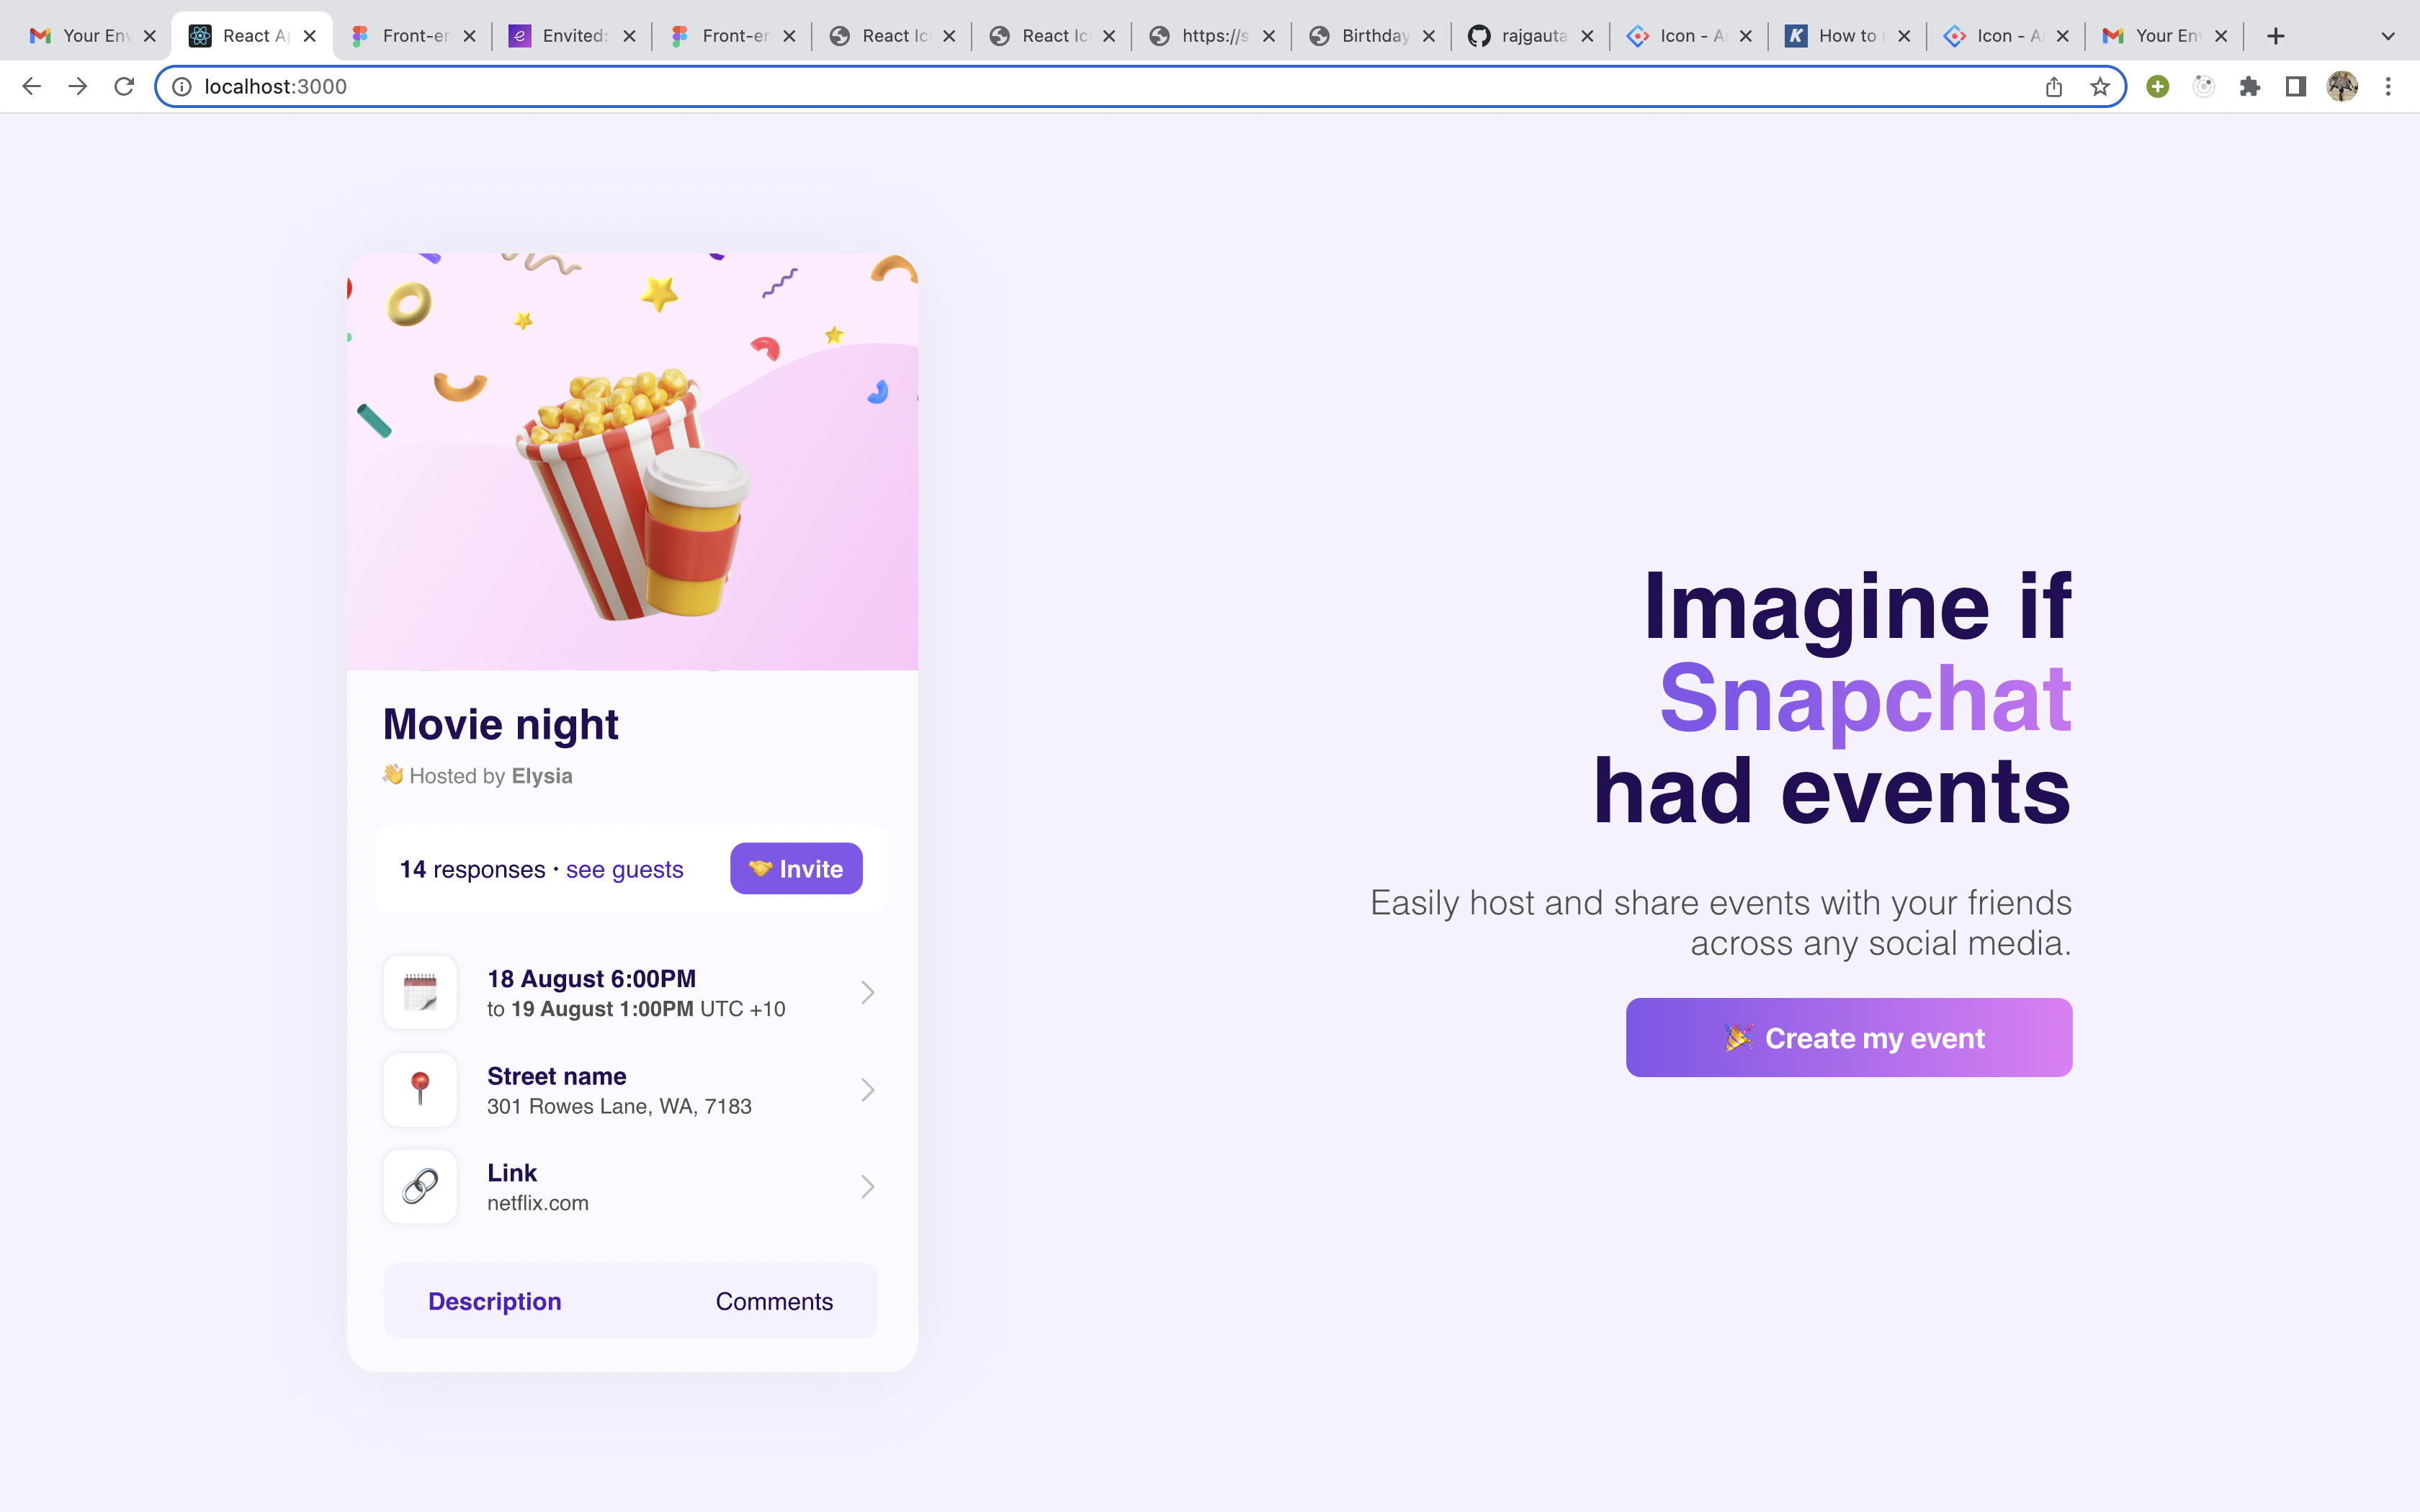 Your En
React A
Front-er
Envited:
Front-er
React Ic
React Ic
https://s
Birthday
rajgauta
Icon - A
How to
Icon - A
Your En
localhost:3000
Movie night
👋 Hosted by Elysia
14 responses · see guests
🤝 Invite
18 August 6:00PM
to 19 August 1:00PM UTC +10
Street name
301 Rowes Lane, WA, 7183
Link
netflix.com
Description
Comments
Imagine if
Snapchat
had events
Easily host and share events with your friends
across any social media.
🎉 Create my event